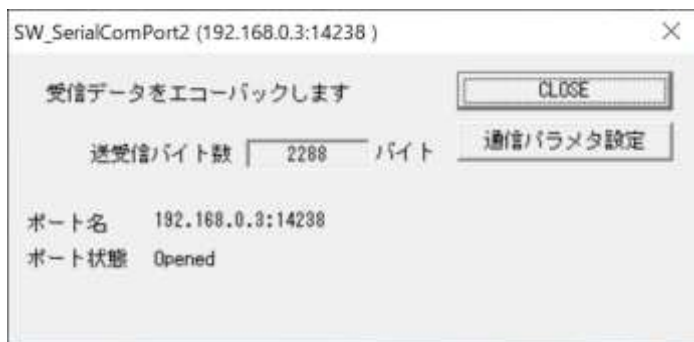 SW_SerialComPort2 (192.168.0.3:14238 )
受信データをエコーバックします
CLOSE
送受信バイト数 2288 バイト
通信パラメタ設定
ポート名 192.168.0.3:14238
ポート状態 Opened